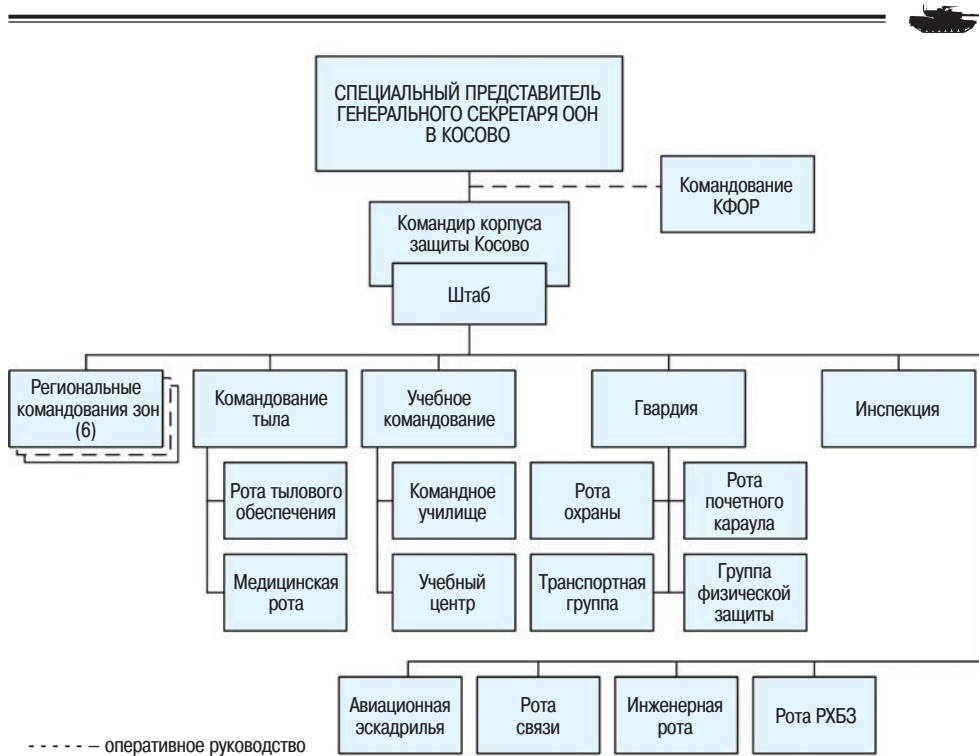 СПЕЦИАЛЬНЫЙ ПРЕДСТАВИТЕЛЬ
ГЕНЕРАЛЬНОГО СЕКРЕТАРЯ ООН
В КОСОВО
Командование
КФОР
Командир корпуса
защиты Косово
Штаб
Региональные
командования зон
(6)
Командование
тыла
Учебное
командование
Гвардия
Инспекция
Рота тылового
обеспечения
Командное
училище
Рота
охраны
Рота
почетного
караула
Медицинская
рота
Учебный
центр
Транспортная
группа
Группа
физической
защиты
Авиационная
эскадрилья
Рота
связи
Инженерная
рота
Рота РХБЗ
- - - - - - – оперативное руководство